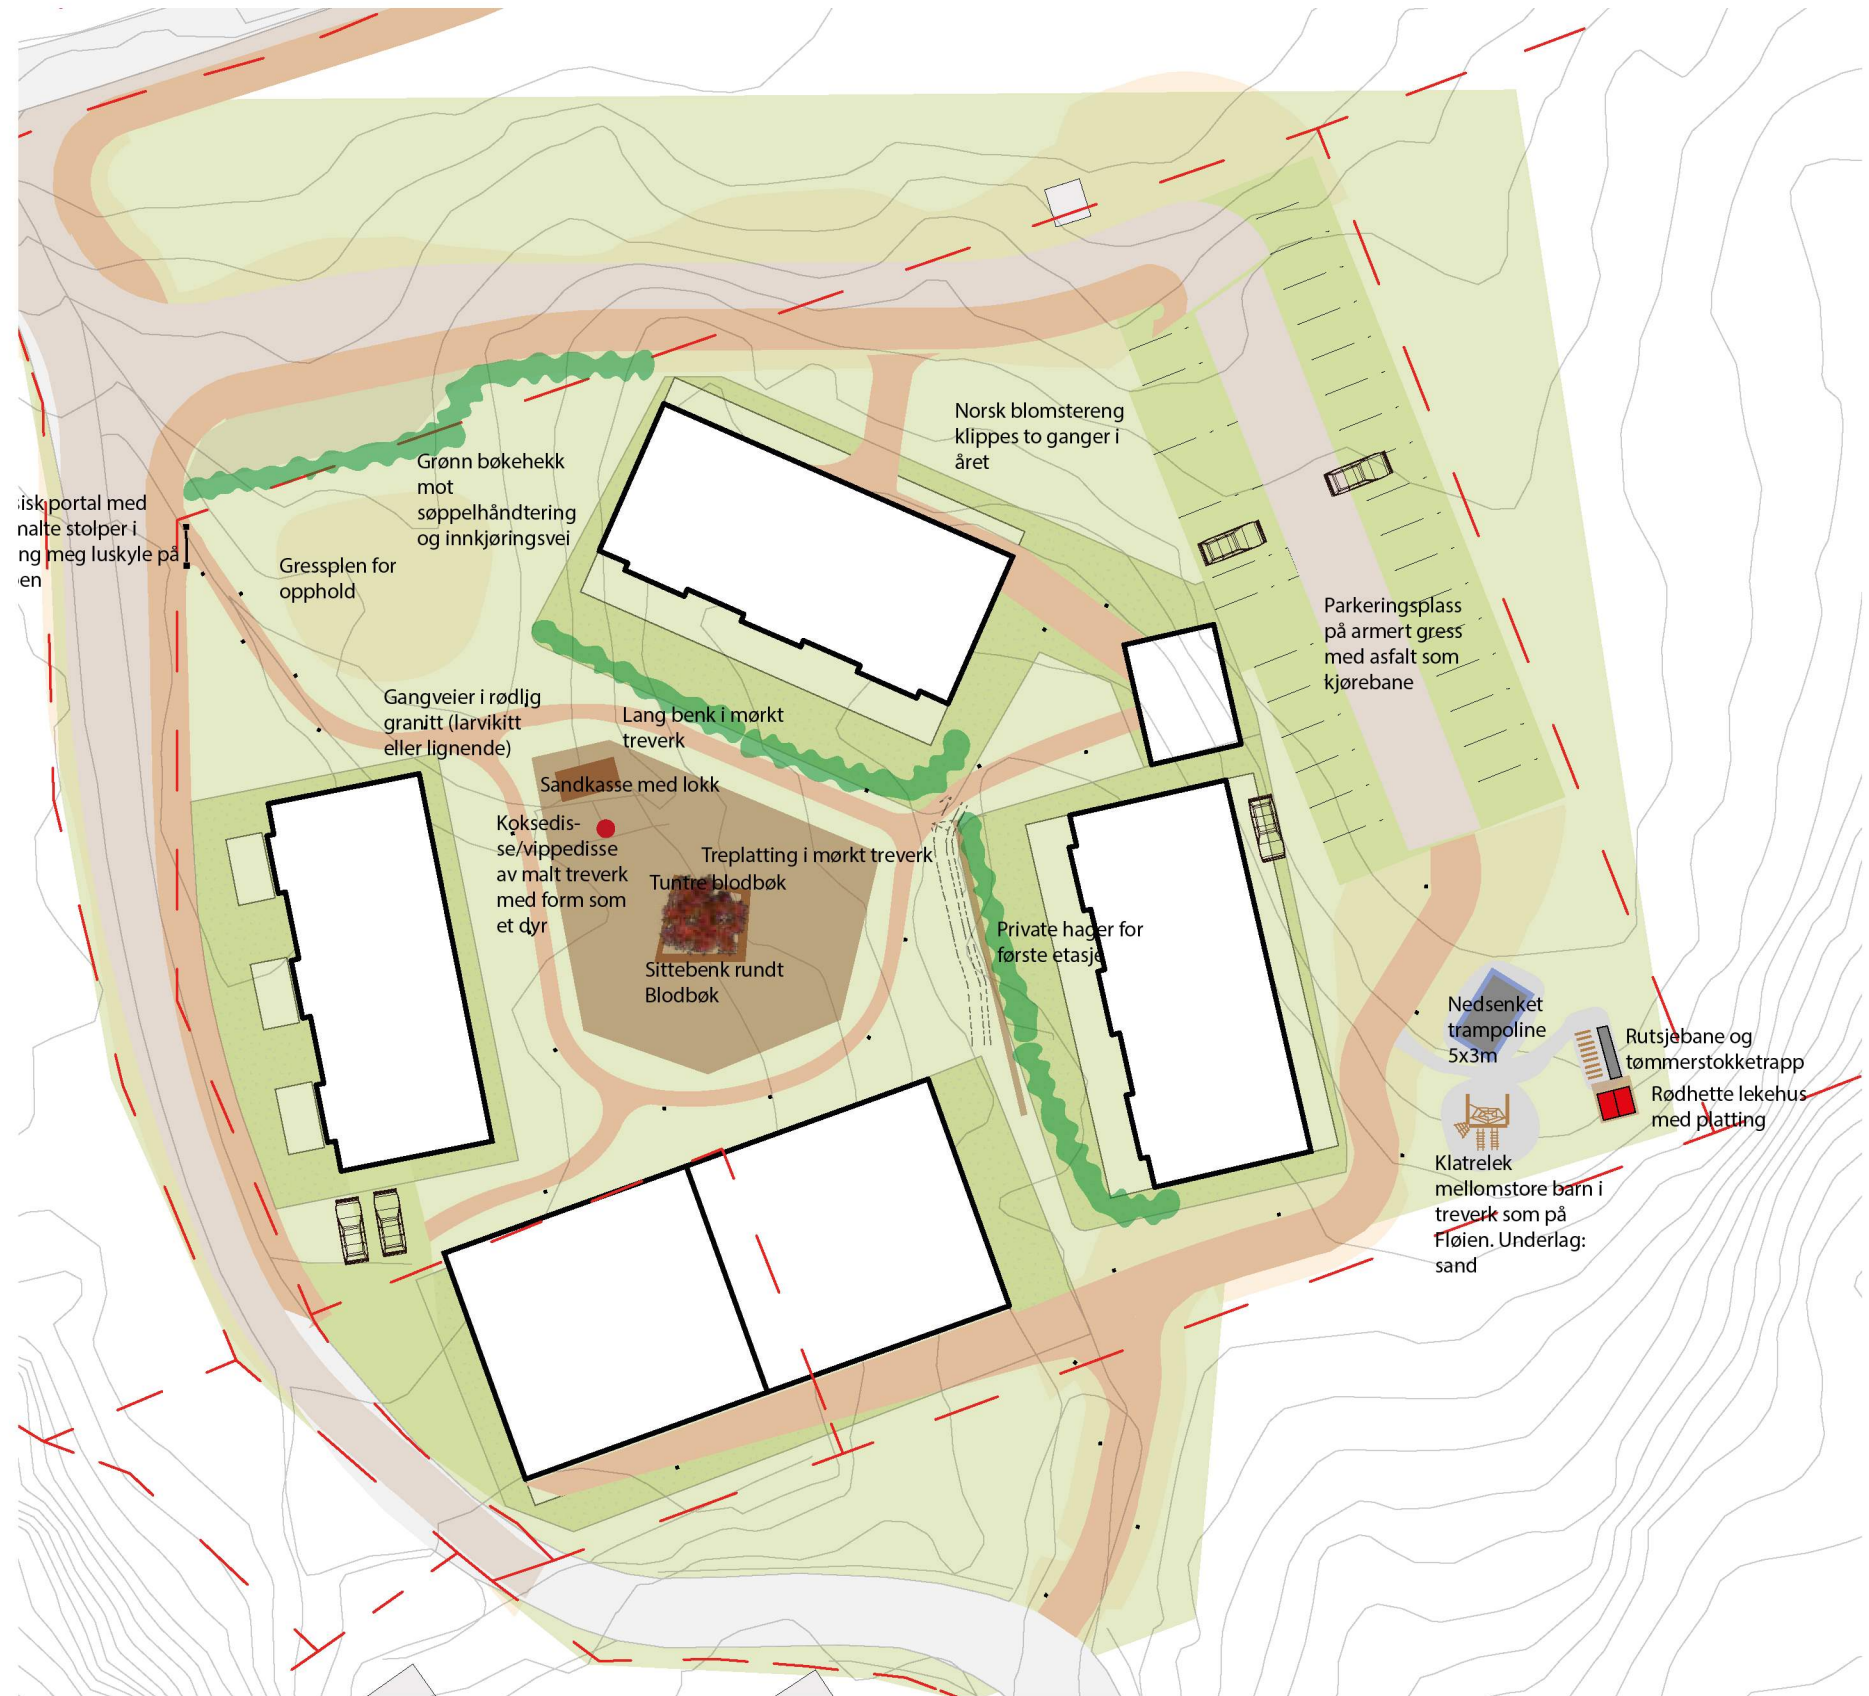 Norsk blomstereng
klippes to ganger i
året
Grønn bøkehekk
mot
søppelhåndtering
og innkjøringsvei
portal med
stolper i
meg luskyle på
Gressplen for
opphold
Parkeringsplass
på armert gress
med asfalt som
kjørebane
Gangveier i rødlig
granitt (larvikitt
eller lignende)
Lang benk i mørkt
treverk
Sandkasse med lokk
Koksedis-
se/vippedisse
av malt treverk
med form som
et dyr
Treplatting i mørkt treverk
Tuntre blodbøk
Sittebenk rundt
Blodbøk
Private hager for
første etasje
Nedsenket
trampoline
5x3m
Rutsjebane og
tømmerstokketrapp
Rødhette lekehus
med platting
Klatrelek
mellomstore barn i
treverk som på
Fløien. Underlag:
sand